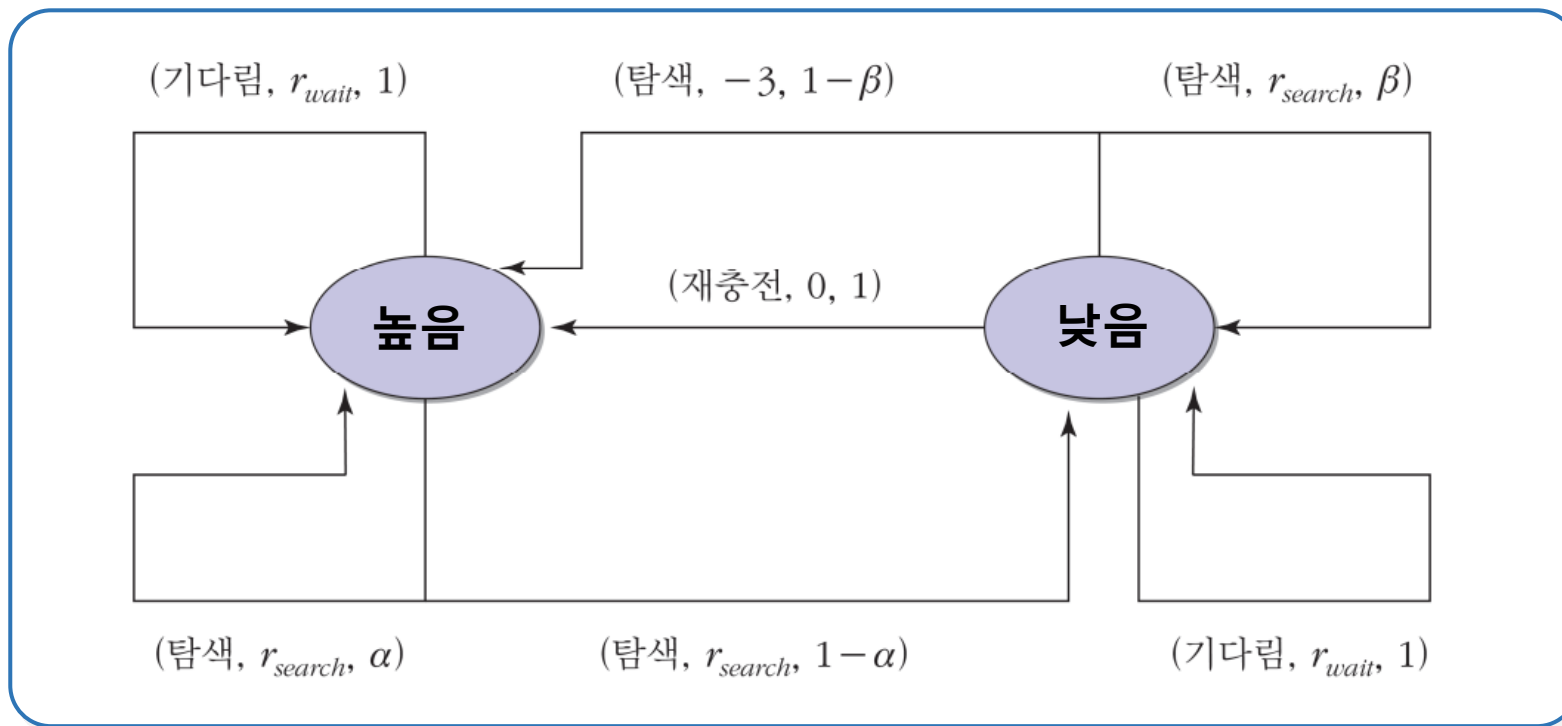 (기다림, r_wait, 1) (탐색, −3, 1−β) (탐색, r_search, β)
(재충전, 0, 1)
높음 낮음
(탐색, r_search, α) (탐색, r_search, 1−α) (기다림, r_wait, 1)